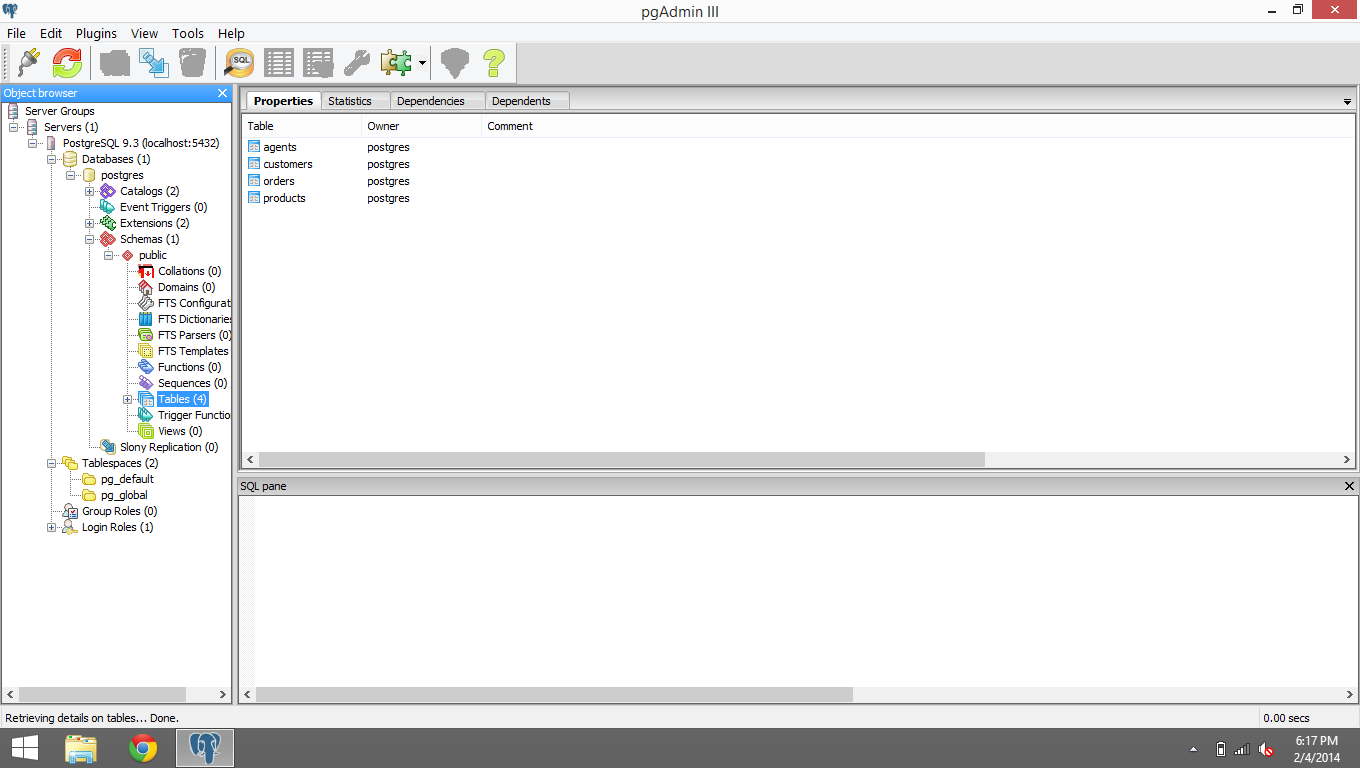 pgAdmin III
File Edit Plugins View Tools Help
SQL
Object browser
Server Groups
Servers (1)
PostgreSQL 9.3 (localhost:5432)
Databases (1)
postgres
Catalogs (2)
Event Triggers (0)
Extensions (2)
Schemas (1)
public
Collations (0)
Domains (0)
FTS Configurat
FTS Dictionaries
FTS Parsers (0)
FTS Templates
Functions (0)
Sequences (0)
Tables (4)
Trigger Functio
Views (0)
Slony Replication (0)
Tablespaces (2)
pg_default
pg_global
Group Roles (0)
Login Roles (1)
Properties Statistics Dependencies Dependents
Table Owner Comment
agents postgres
customers postgres
orders postgres
products postgres
SQL pane
Retrieving details on tables... Done.
0.00 secs
6:17 PM
2/4/2014